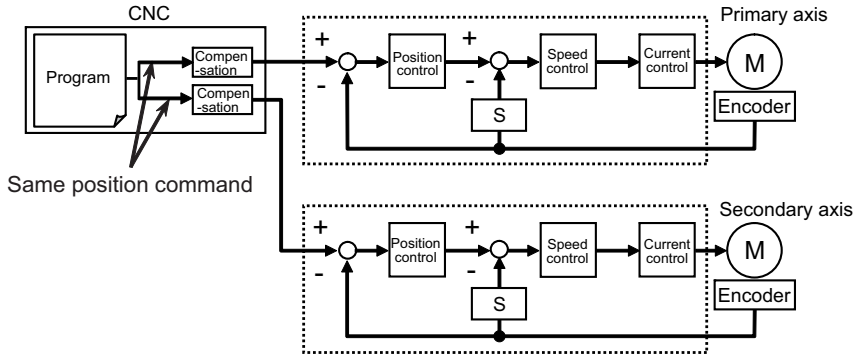 CNC
Program
Compen
-sation
Compen
-sation
Same position command
Primary axis
+
-
Position
control
+
-
Speed
control
Current
control
M
Encoder
S
Secondary axis
+
-
Position
control
+
-
Speed
control
Current
control
M
Encoder
S